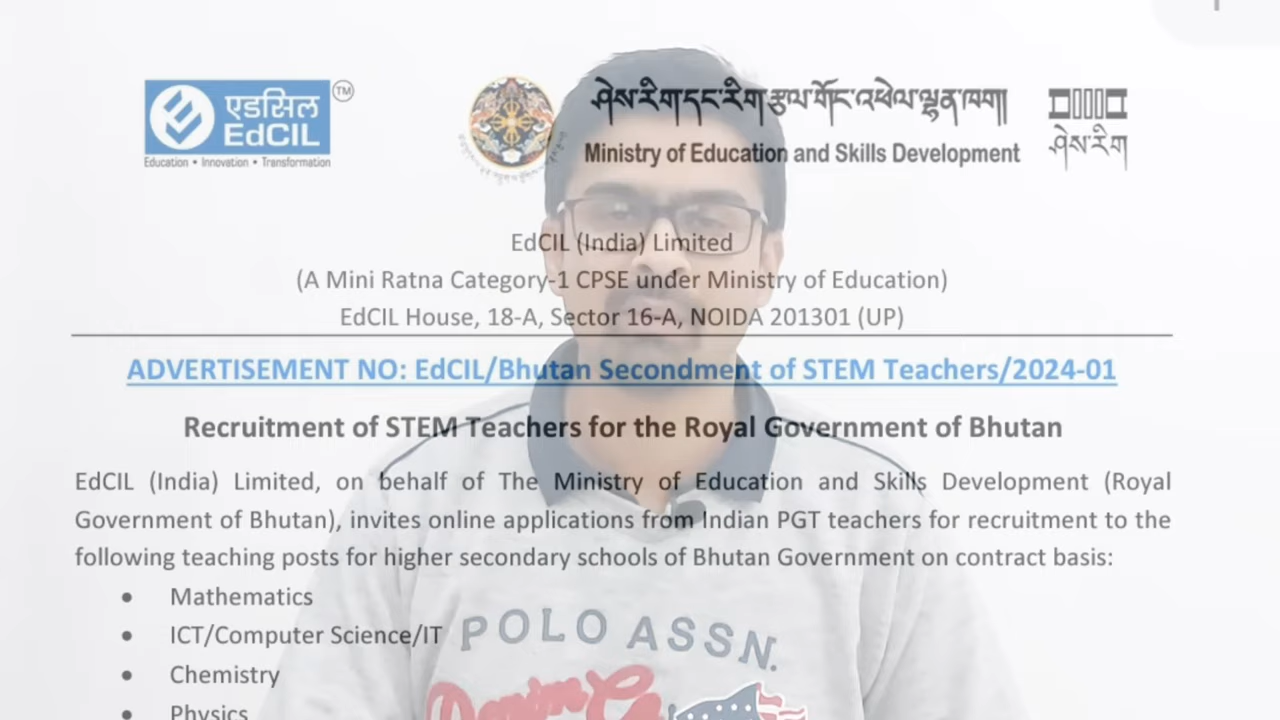 एडसिल
EdCIL
TM
Education • Innovation • Transformation
ཤེས་རིག་དང་རིག་རྩལ་གོང་འཕེལ་ལྷན་ཁག།
Ministry of Education and Skills Development
ཤེས་རིག
EdCIL (India) Limited
(A Mini Ratna Category-1 CPSE under Ministry of Education)
EdCIL House, 18-A, Sector 16-A, NOIDA 201301 (UP)
ADVERTISEMENT NO: EdCIL/Bhutan Secondment of STEM Teachers/2024-01
Recruitment of STEM Teachers for the Royal Government of Bhutan
EdCIL (India) Limited, on behalf of The Ministry of Education and Skills Development (Royal
Government of Bhutan), invites online applications from Indian PGT teachers for recruitment to the
following teaching posts for higher secondary schools of Bhutan Government on contract basis:
• Mathematics
• ICT/Computer Science/IT
• Chemistry
• Physics
POLO ASSN.